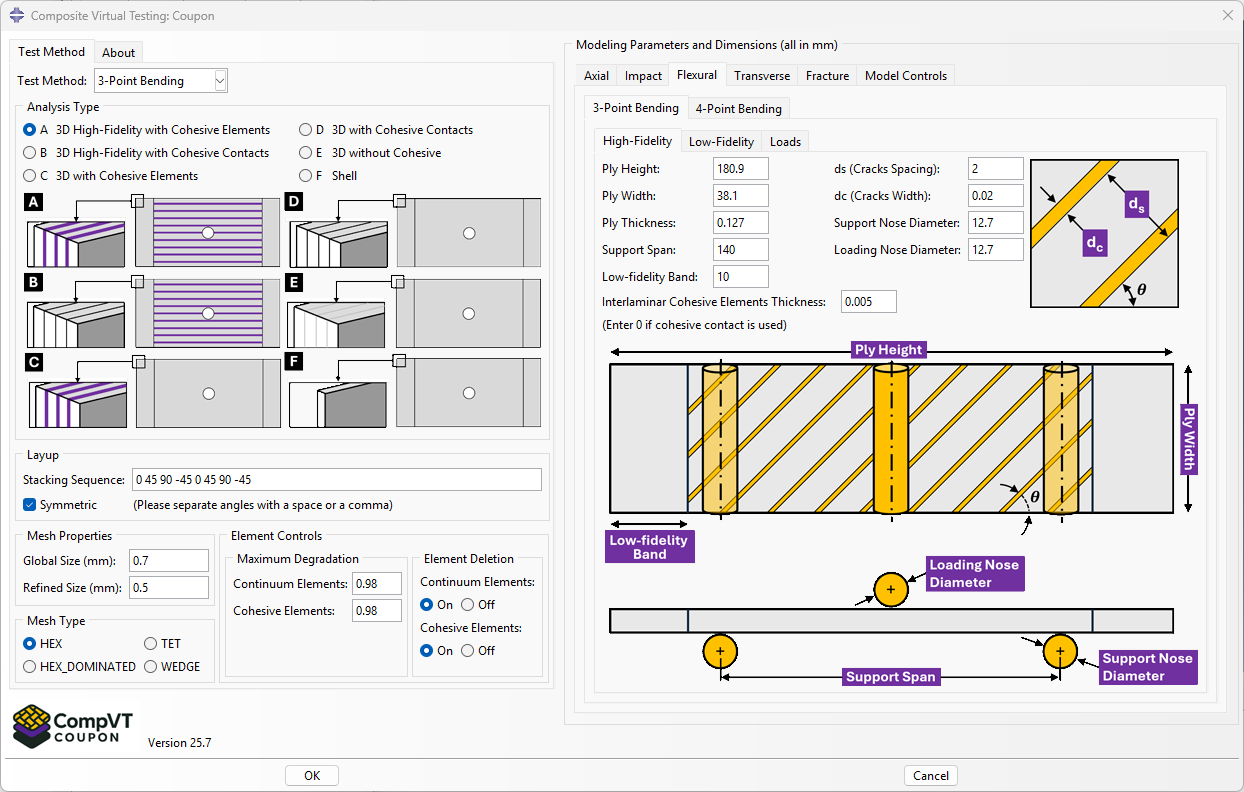 Composite Virtual Testing: Coupon
Test Method
About
Test Method:
3-Point Bending
Analysis Type
A 3D High-Fidelity with Cohesive Elements
D 3D with Cohesive Contacts
B 3D High-Fidelity with Cohesive Contacts
E 3D without Cohesive
C 3D with Cohesive Elements
F Shell
A
D
B
E
C
F
Layup
Stacking Sequence: 0 45 90 -45 0 45 90 -45
Symmetric
(Please separate angles with a space or a comma)
Mesh Properties
Global Size (mm): 0.7
Refined Size (mm): 0.5
Mesh Type
HEX
TET
HEX_DOMINATED
WEDGE
Element Controls
Maximum Degradation
Continuum Elements: 0.98
Cohesive Elements: 0.98
Element Deletion
Continuum Elements:
On Off
Cohesive Elements:
On Off
CompVT
COUPON
Version 25.7
Modeling Parameters and Dimensions (all in mm)
Axial
Impact
Flexural
Transverse
Fracture
Model Controls
3-Point Bending
4-Point Bending
High-Fidelity
Low-Fidelity
Loads
Ply Height: 180.9
Ply Width: 38.1
Ply Thickness: 0.127
Support Span: 140
Low-fidelity Band: 10
ds (Cracks Spacing): 2
dc (Cracks Width): 0.02
Support Nose Diameter: 12.7
Loading Nose Diameter: 12.7
Interlaminar Cohesive Elements Thickness: 0.005
(Enter 0 if cohesive contact is used)
ds
dc
θ
Ply Height
Ply Width
θ
Low-fidelity
Band
Loading Nose
Diameter
Support Nose
Diameter
Support Span
OK
Cancel